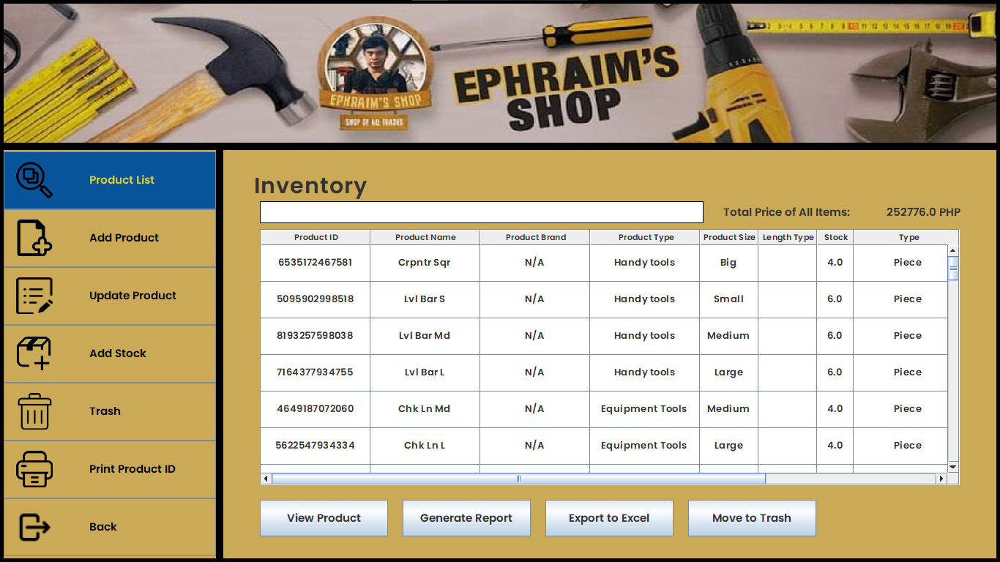 EPHRAIM'S SHOP
SHOP OF ALL TRADES
EPHRAIM'S
SHOP
Product List
Add Product
Update Product
Add Stock
Trash
Print Product ID
Back
Inventory
Total Price of All Items: 252776.0 PHP
Product ID Product Name Product Brand Product Type Product Size Length Type Stock Type
6535172467581 Crpntr Sqr N/A Handy tools Big 4.0 Piece
5095902998518 Lvl Bar S N/A Handy tools Small 6.0 Piece
8193257598038 Lvl Bar Md N/A Handy tools Medium 6.0 Piece
7164377934755 Lvl Bar L N/A Handy tools Large 6.0 Piece
4649187072060 Chk Ln Md N/A Equipment Tools Medium 4.0 Piece
5622547934334 Chk Ln L N/A Equipment Tools Large 4.0 Piece
View Product Generate Report Export to Excel Move to Trash